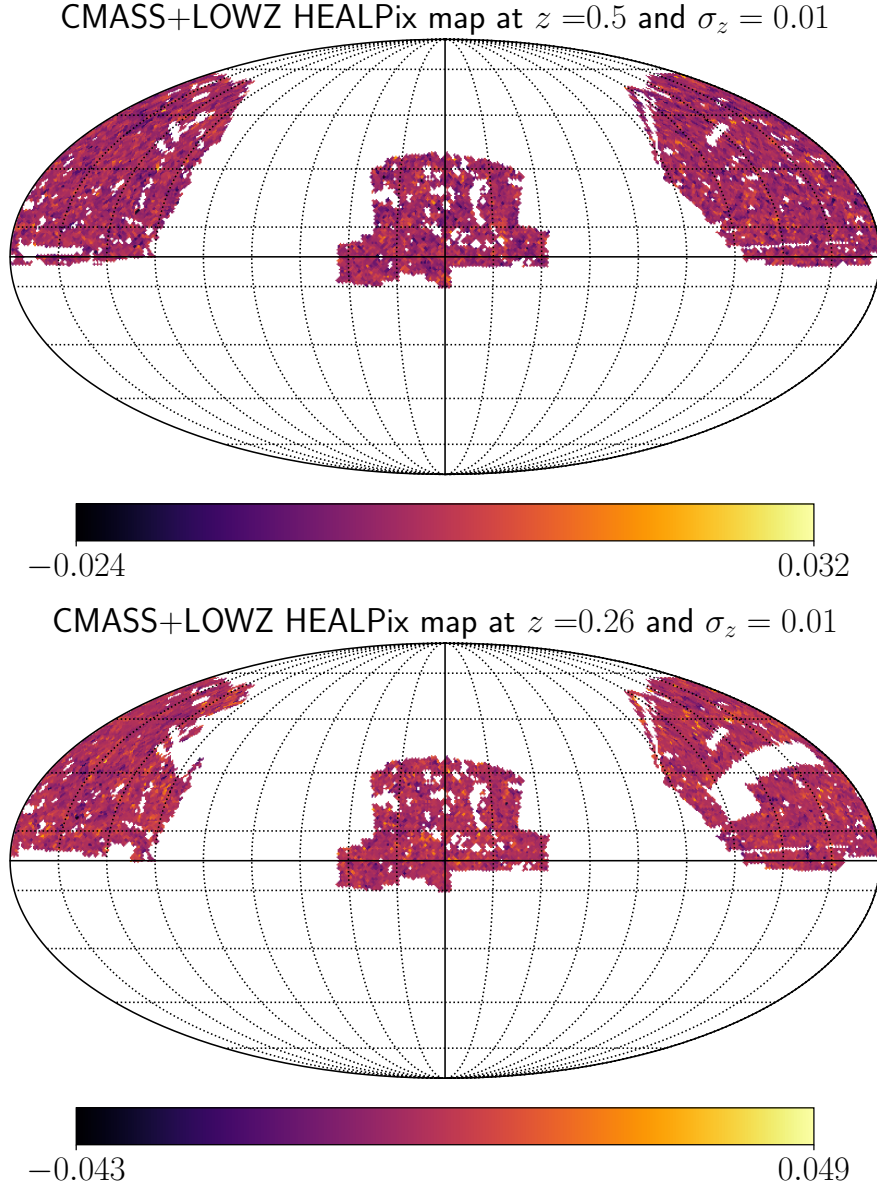 CMASS+LOWZ HEALPix map at z =0.5 and σ_z = 0.01
−0.024 0.032
CMASS+LOWZ HEALPix map at z =0.26 and σ_z = 0.01
−0.043 0.049